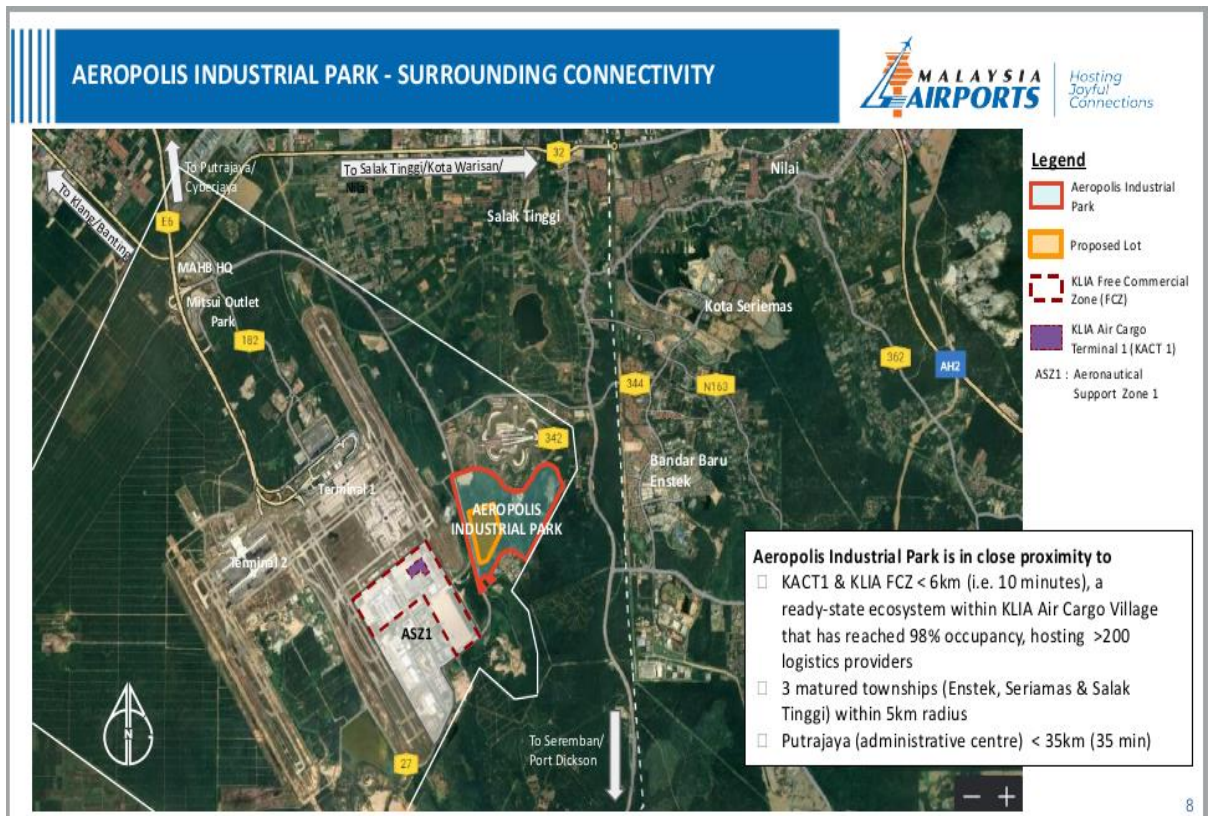 AEROPOLIS INDUSTRIAL PARK - SURROUNDING CONNECTIVITY
MALAYSIA
AIRPORTS
Hosting
Joyful
Connections
To Putrajaya/
Cyberjaya
To Klang/Banting
To Salak Tinggi/Kota Warisan/
Nilai
32
Nilai
Salak Tinggi
E6
MAHB HQ
Mitsui Outlet
Park
182
Kota Seriemas
362
AH2
344
N163
342
Bandar Baru
Enstek
Terminal 1
AEROPOLIS
INDUSTRIAL PARK
Terminal 2
ASZ1
To Seremban/
Port Dickson
27
N
Legend
Aeropolis Industrial
Park
Proposed Lot
KLIA Free Commercial
Zone (FCZ)
KLIA Air Cargo
Terminal 1 (KACT 1)
ASZ1 : Aeronautical
Support Zone 1
Aeropolis Industrial Park is in close proximity to
KACT1 & KLIA FCZ < 6km (i.e. 10 minutes), a
ready-state ecosystem within KLIA Air Cargo Village
that has reached 98% occupancy, hosting >200
logistics providers
3 matured townships (Enstek, Seriamas & Salak
Tinggi) within 5km radius
Putrajaya (administrative centre) < 35km (35 min)
8